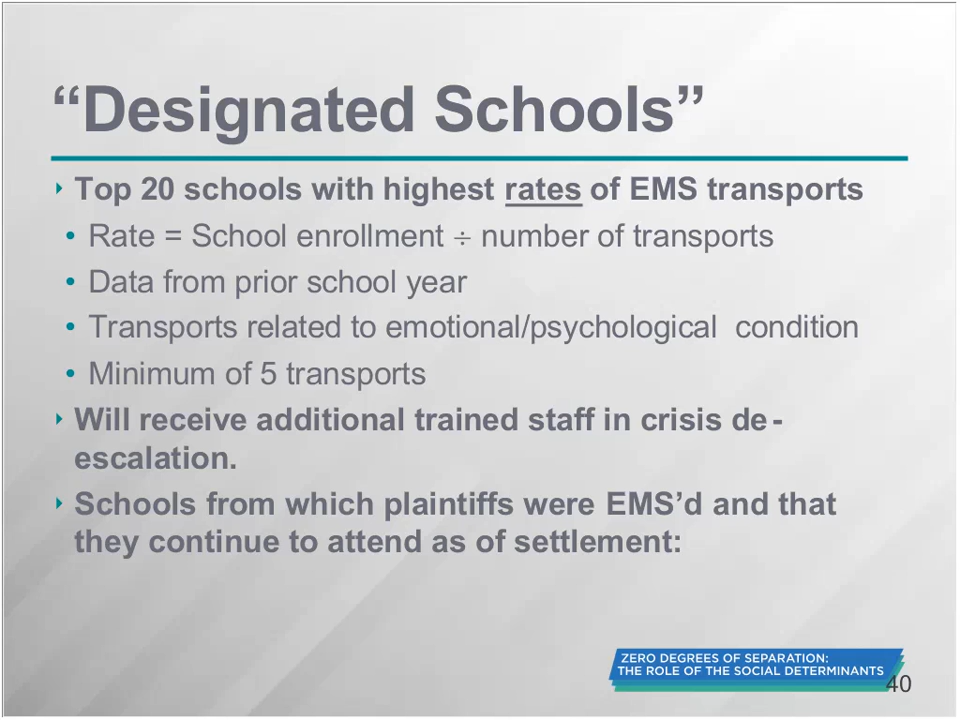 “Designated Schools”
‣ Top 20 schools with highest rates of EMS transports
• Rate = School enrollment ÷ number of transports
• Data from prior school year
• Transports related to emotional/psychological condition
• Minimum of 5 transports
‣ Will receive additional trained staff in crisis de-
escalation.
‣ Schools from which plaintiffs were EMS’d and that
they continue to attend as of settlement:
ZERO DEGREES OF SEPARATION:
THE ROLE OF THE SOCIAL DETERMINANTS
40